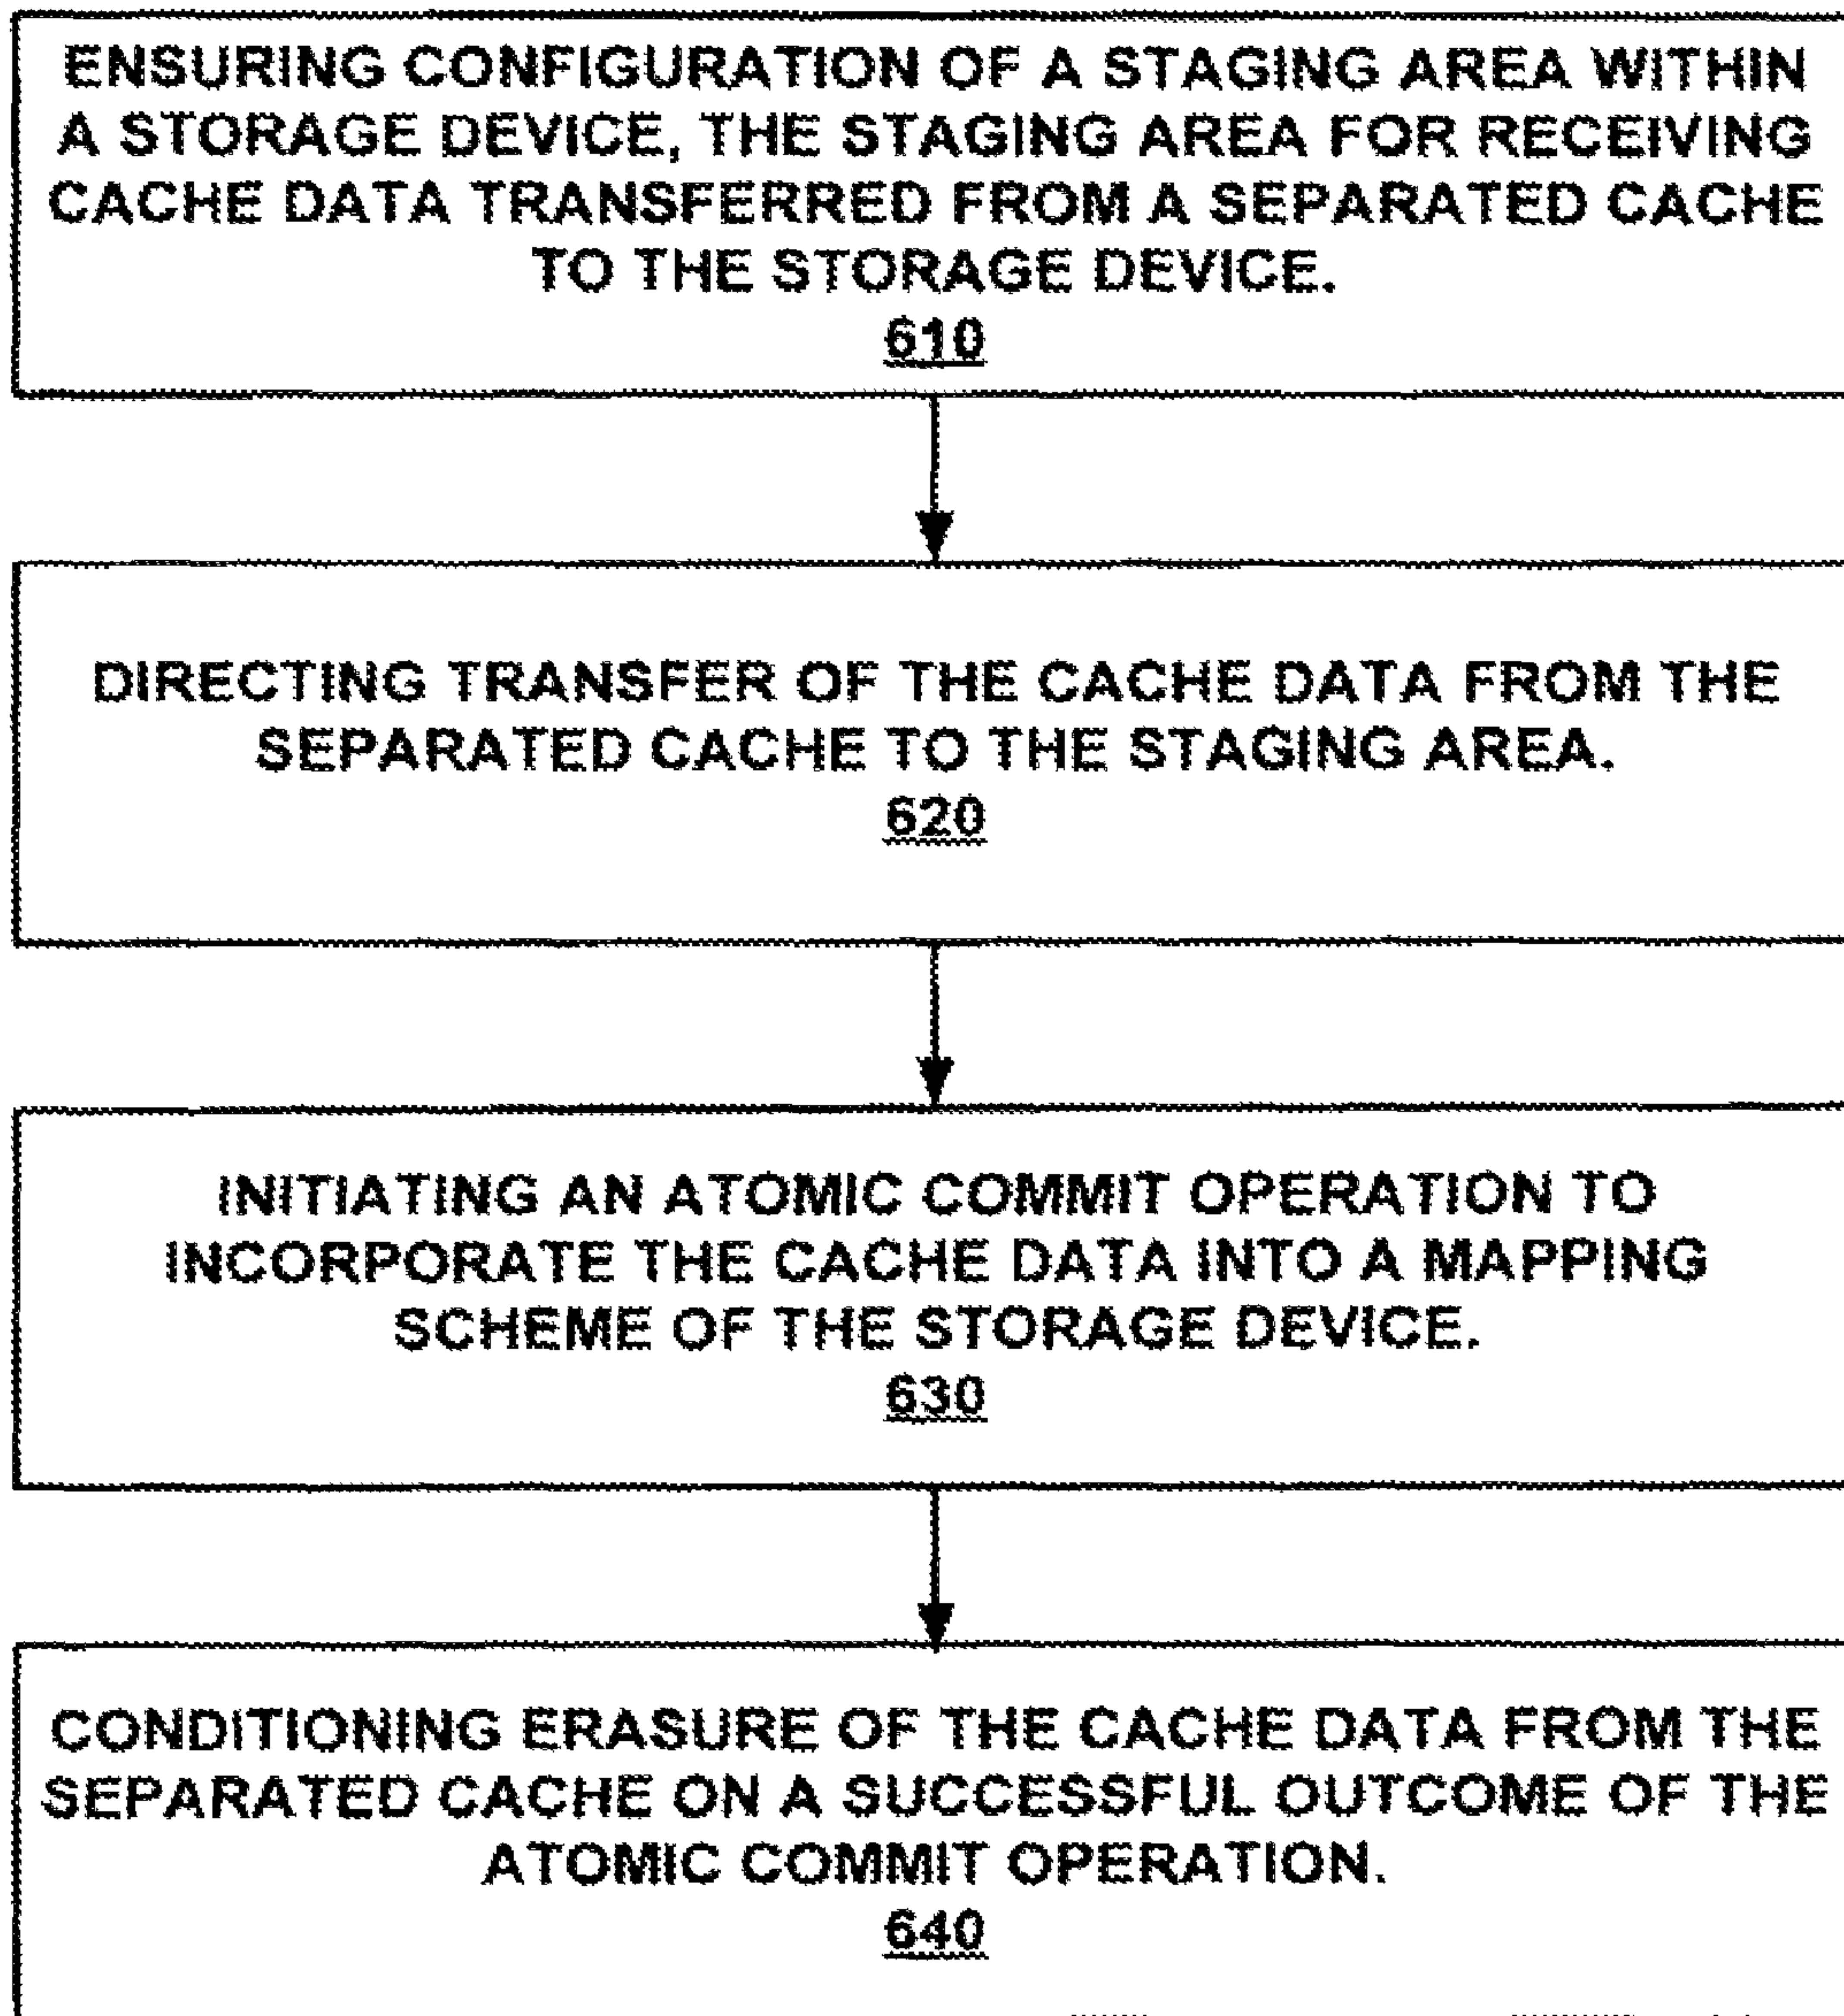 ENSURING CONFIGURATION OF A STAGING AREA WITHIN
A STORAGE DEVICE, THE STAGING AREA FOR RECEIVING
CACHE DATA TRANSFERRED FROM A SEPARATED CACHE
TO THE STORAGE DEVICE.
610
DIRECTING TRANSFER OF THE CACHE DATA FROM THE
SEPARATED CACHE TO THE STAGING AREA.
620
INITIATING AN ATOMIC COMMIT OPERATION TO
INCORPORATE THE CACHE DATA INTO A MAPPING
SCHEME OF THE STORAGE DEVICE.
630
CONDITIONING ERASURE OF THE CACHE DATA FROM THE
SEPARATED CACHE ON A SUCCESSFUL OUTCOME OF THE
ATOMIC COMMIT OPERATION.
640